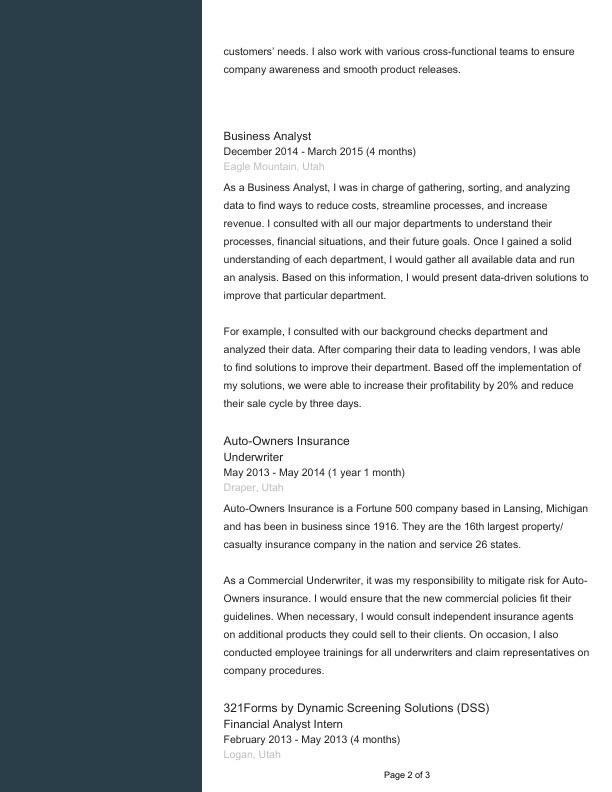 customers’ needs. I also work with various cross-functional teams to ensure
company awareness and smooth product releases.
Business Analyst
December 2014 - March 2015 (4 months)
Eagle Mountain, Utah
As a Business Analyst, I was in charge of gathering, sorting, and analyzing
data to find ways to reduce costs, streamline processes, and increase
revenue. I consulted with all our major departments to understand their
processes, financial situations, and their future goals. Once I gained a solid
understanding of each department, I would gather all available data and run
an analysis. Based on this information, I would present data-driven solutions to
improve that particular department.
For example, I consulted with our background checks department and
analyzed their data. After comparing their data to leading vendors, I was able
to find solutions to improve their department. Based off the implementation of
my solutions, we were able to increase their profitability by 20% and reduce
their sale cycle by three days.
Auto-Owners Insurance
Underwriter
May 2013 - May 2014 (1 year 1 month)
Draper, Utah
Auto-Owners Insurance is a Fortune 500 company based in Lansing, Michigan
and has been in business since 1916. They are the 16th largest property/
casualty insurance company in the nation and service 26 states.
As a Commercial Underwriter, it was my responsibility to mitigate risk for Auto-
Owners insurance. I would ensure that the new commercial policies fit their
guidelines. When necessary, I would consult independent insurance agents
on additional products they could sell to their clients. On occasion, I also
conducted employee trainings for all underwriters and claim representatives on
company procedures.
321Forms by Dynamic Screening Solutions (DSS)
Financial Analyst Intern
February 2013 - May 2013 (4 months)
Logan, Utah
Page 2 of 3